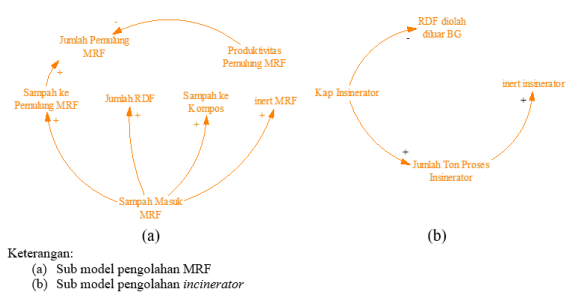 Jumlah Pemulung
MRF
-
Produktivitas
Pemulung MRF
+
Sampah ke
Pemulung MRF
+
Jumlah RDF
+
Sampah ke
Kompos
+
inert MRF
+
Sampah Masuk
MRF
(a)
RDF diolah
diluar BG
-
Kap Insinerator
inert insinerator
+
+
Jumlah Ton Proses
Insinerator
(b)
Keterangan:
(a) Sub model pengolahan MRF
(b) Sub model pengolahan incinerator